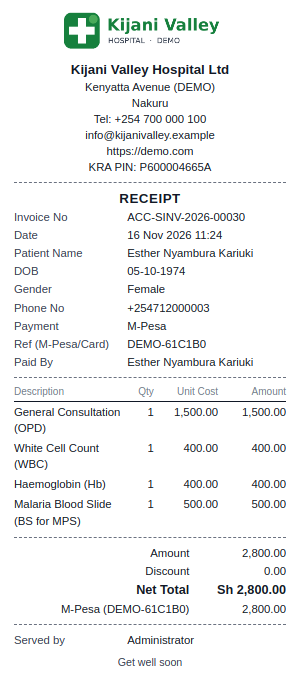 Kijani Valley
HOSPITAL · DEMO
Kijani Valley Hospital Ltd
Kenyatta Avenue (DEMO)
Nakuru
Tel: +254 700 000 100
info@kijanivalley.example
https://demo.com
KRA PIN: P600004665A
RECEIPT
Invoice No ACC-SINV-2026-00030
Date 16 Nov 2026 11:24
Patient Name Esther Nyambura Kariuki
DOB 05-10-1974
Gender Female
Phone No +254712000003
Payment M-Pesa
Ref (M-Pesa/Card) DEMO-61C1B0
Paid By Esther Nyambura Kariuki
Description Qty Unit Cost Amount
General Consultation 1 1,500.00 1,500.00
(OPD)
White Cell Count 1 400.00 400.00
(WBC)
Haemoglobin (Hb) 1 400.00 400.00
Malaria Blood Slide 1 500.00 500.00
(BS for MPS)
Amount 2,800.00
Discount 0.00
Net Total Sh 2,800.00
M-Pesa (DEMO-61C1B0) 2,800.00
Served by Administrator
Get well soon